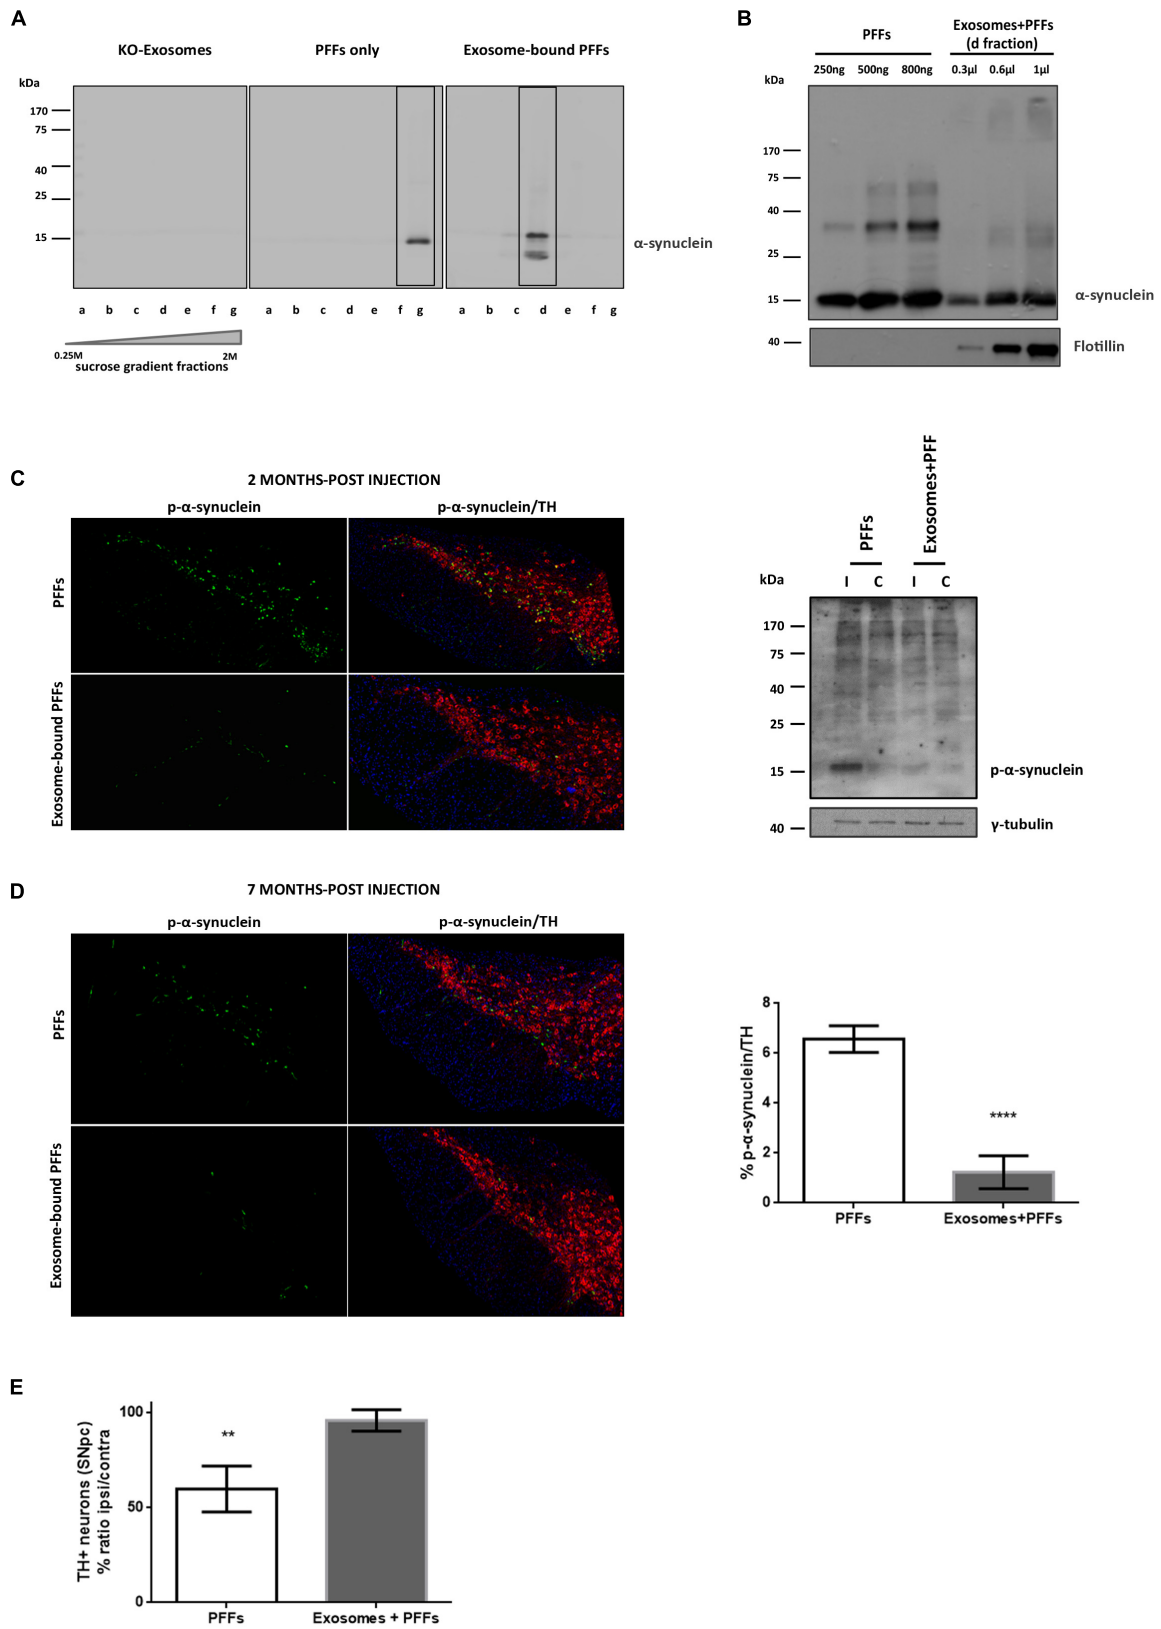 A
KO-Exosomes
PFFs only
Exosome-bound PFFs
kDa
170
75
40
25
15
α-synuclein
a b c d e f g
a b c d e f g
a b c d e f g
0.25M
2M
sucrose gradient fractions
B
PFFs
Exosomes+PFFs
(d fraction)
250ng 500ng 800ng 0.3μl 0.6μl 1μl
kDa
170
75
40
25
15
α-synuclein
40
Flotillin
C
2 MONTHS-POST INJECTION
p-α-synuclein
p-α-synuclein/TH
PFFs
Exosome-bound PFFs
PFFs
Exosomes+PFF
kDa
I C I C
170
75
40
25
15
p-α-synuclein
40
γ-tubulin
D
7 MONTHS-POST INJECTION
p-α-synuclein
p-α-synuclein/TH
PFFs
Exosome-bound PFFs
% p-α-synuclein/TH
8
6
4
2
0
****
PFFs
Exosomes+PFFs
E
TH+ neurons (SNpc)
% ratio ipsi/contra
100
50
0
**
PFFs
Exosomes + PFFs